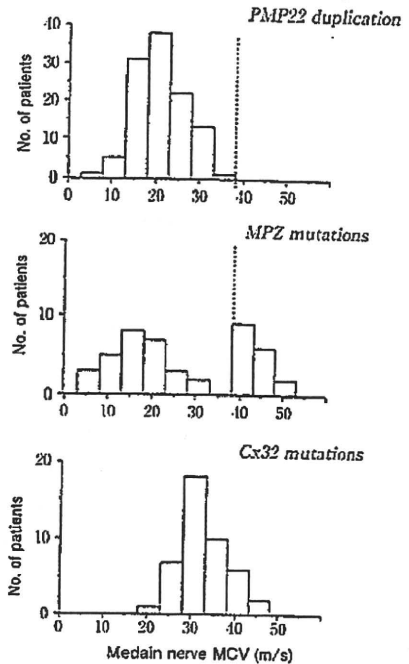 PMP22 duplication
No. of patients
40
30
20
10
0
0 10 20 30 40 50
MPZ mutations
No. of patients
20
10
0
0 10 20 30 40 50
Cx32 mutations
No. of patients
20
10
0
0 10 20 30 40 50
Medain nerve MCV (m/s)